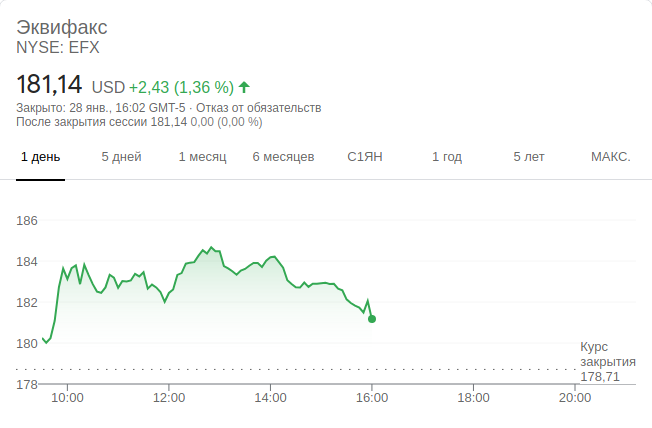 Эквифакс
NYSE: EFX
181,14 USD +2,43 (1,36 %)
Закрыто: 28 янв., 16:02 GMT-5 · Отказ от обязательств
После закрытия сессии 181,14 0,00 (0,00 %)
1 день 5 дней 1 месяц 6 месяцев С1ЯН 1 год 5 лет МАКС.
186
184
182
180
Курс
закрытия
178,71
178
10:00 12:00 14:00 16:00 18:00 20:00